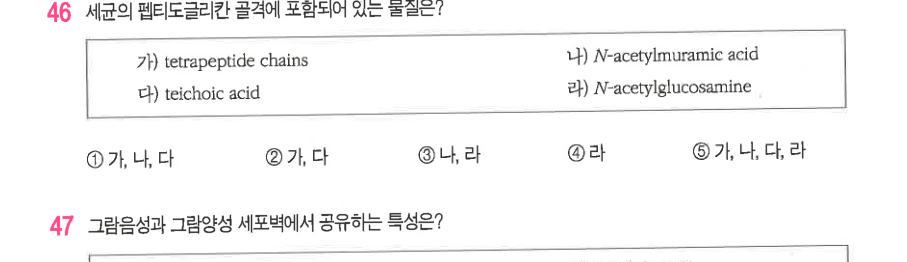 46 세균의 펩티도글리칸 골격에 포함되어 있는 물질은?
가) tetrapeptide chains 나) N-acetylmuramic acid
다) teichoic acid 라) N-acetylglucosamine
① 가, 나, 다 ② 가, 다 ③ 나, 라 ④ 라 ⑤ 가, 나, 다, 라
47 그람음성과 그람양성 세포벽에서 공유하는 특성은?